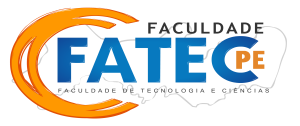 FACULDADE
FATEC PE
FACULDADE DE TECNOLOGIA E CIÊNCIAS